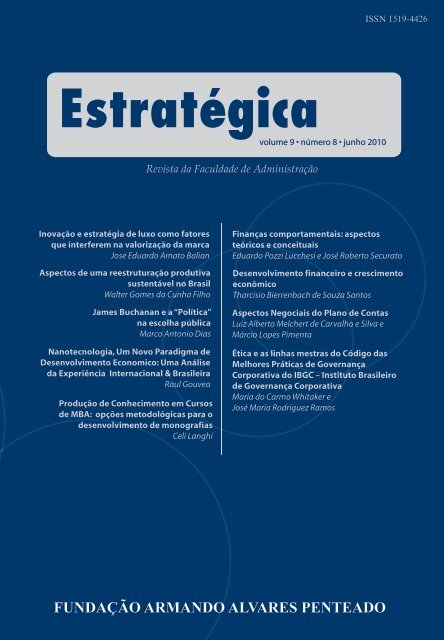 ISSN 1519-4426
Estratégica
volume 9 • número 8 • junho 2010
Revista da Faculdade de Administração
Inovação e estratégia de luxo como fatores
que interferem na valorização da marca
Jose Eduardo Amato Balian
Aspectos de uma reestruturação produtiva
sustentável no Brasil
Walter Gomes da Cunha Filho
James Buchanan e a “Política”
na escolha pública
Marco Antonio Dias
Nanotecnologia, Um Novo Paradigma de
Desenvolvimento Economico: Uma Análise
da Experiência Internacional & Brasileira
Raul Gouvea
Produção de Conhecimento em Cursos
de MBA: opções metodológicas para o
desenvolvimento de monografias
Celi Langhi
Finanças comportamentais: aspectos
teóricos e conceituais
Eduardo Pozzi Lucchesi e José Roberto Securato
Desenvolvimento financeiro e crescimento
econômico
Tharcisio Bierrenbach de Souza Santos
Aspectos Negociais do Plano de Contas
Luiz Alberto Melchert de Carvalho e Silva e
Márcio Lopes Pimenta
Ética e as linhas mestras do Código das
Melhores Práticas de Governança
Corporativa do IBGC – Instituto Brasileiro
de Governança Corporativa
Maria do Carmo Whitaker e
José Maria Rodriguez Ramos
FUNDAÇÃO ARMANDO ALVARES PENTEADO